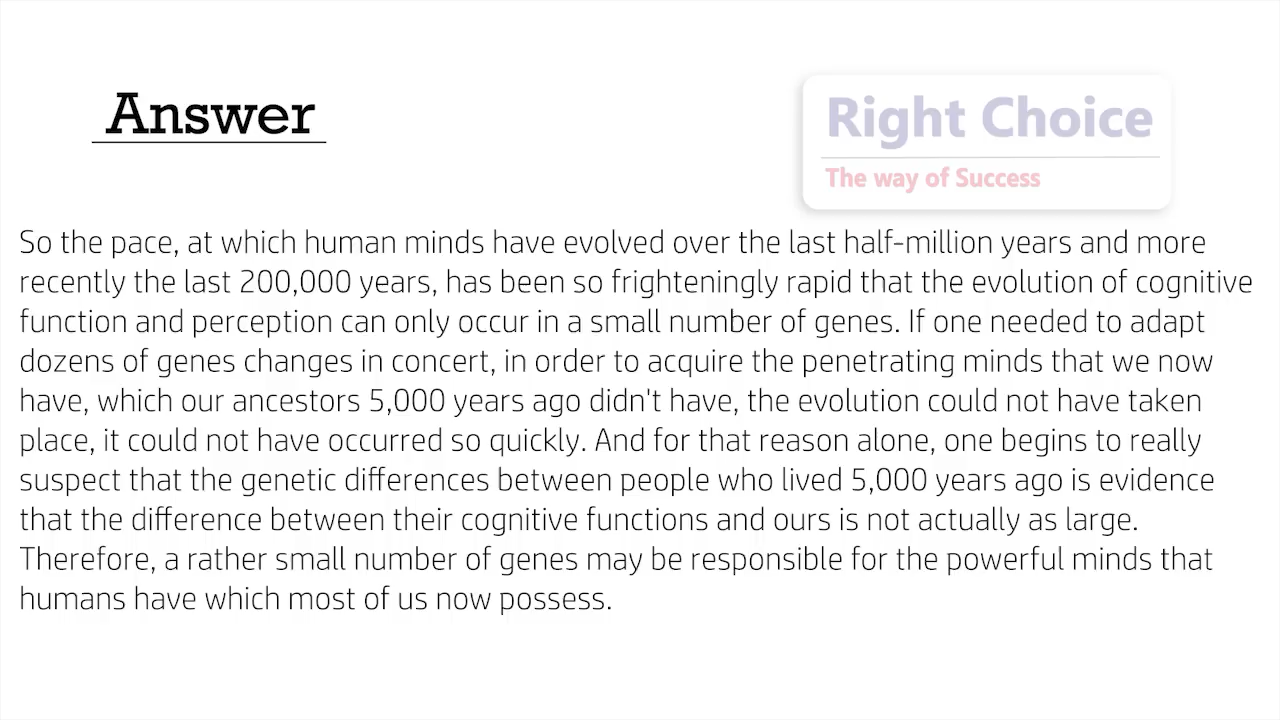 Answer
Right Choice
The way of Success
So the pace, at which human minds have evolved over the last half-million years and more
recently the last 200,000 years, has been so frighteningly rapid that the evolution of cognitive
function and perception can only occur in a small number of genes. If one needed to adapt
dozens of genes changes in concert, in order to acquire the penetrating minds that we now
have, which our ancestors 5,000 years ago didn't have, the evolution could not have taken
place, it could not have occurred so quickly. And for that reason alone, one begins to really
suspect that the genetic differences between people who lived 5,000 years ago is evidence
that the difference between their cognitive functions and ours is not actually as large.
Therefore, a rather small number of genes may be responsible for the powerful minds that
humans have which most of us now possess.